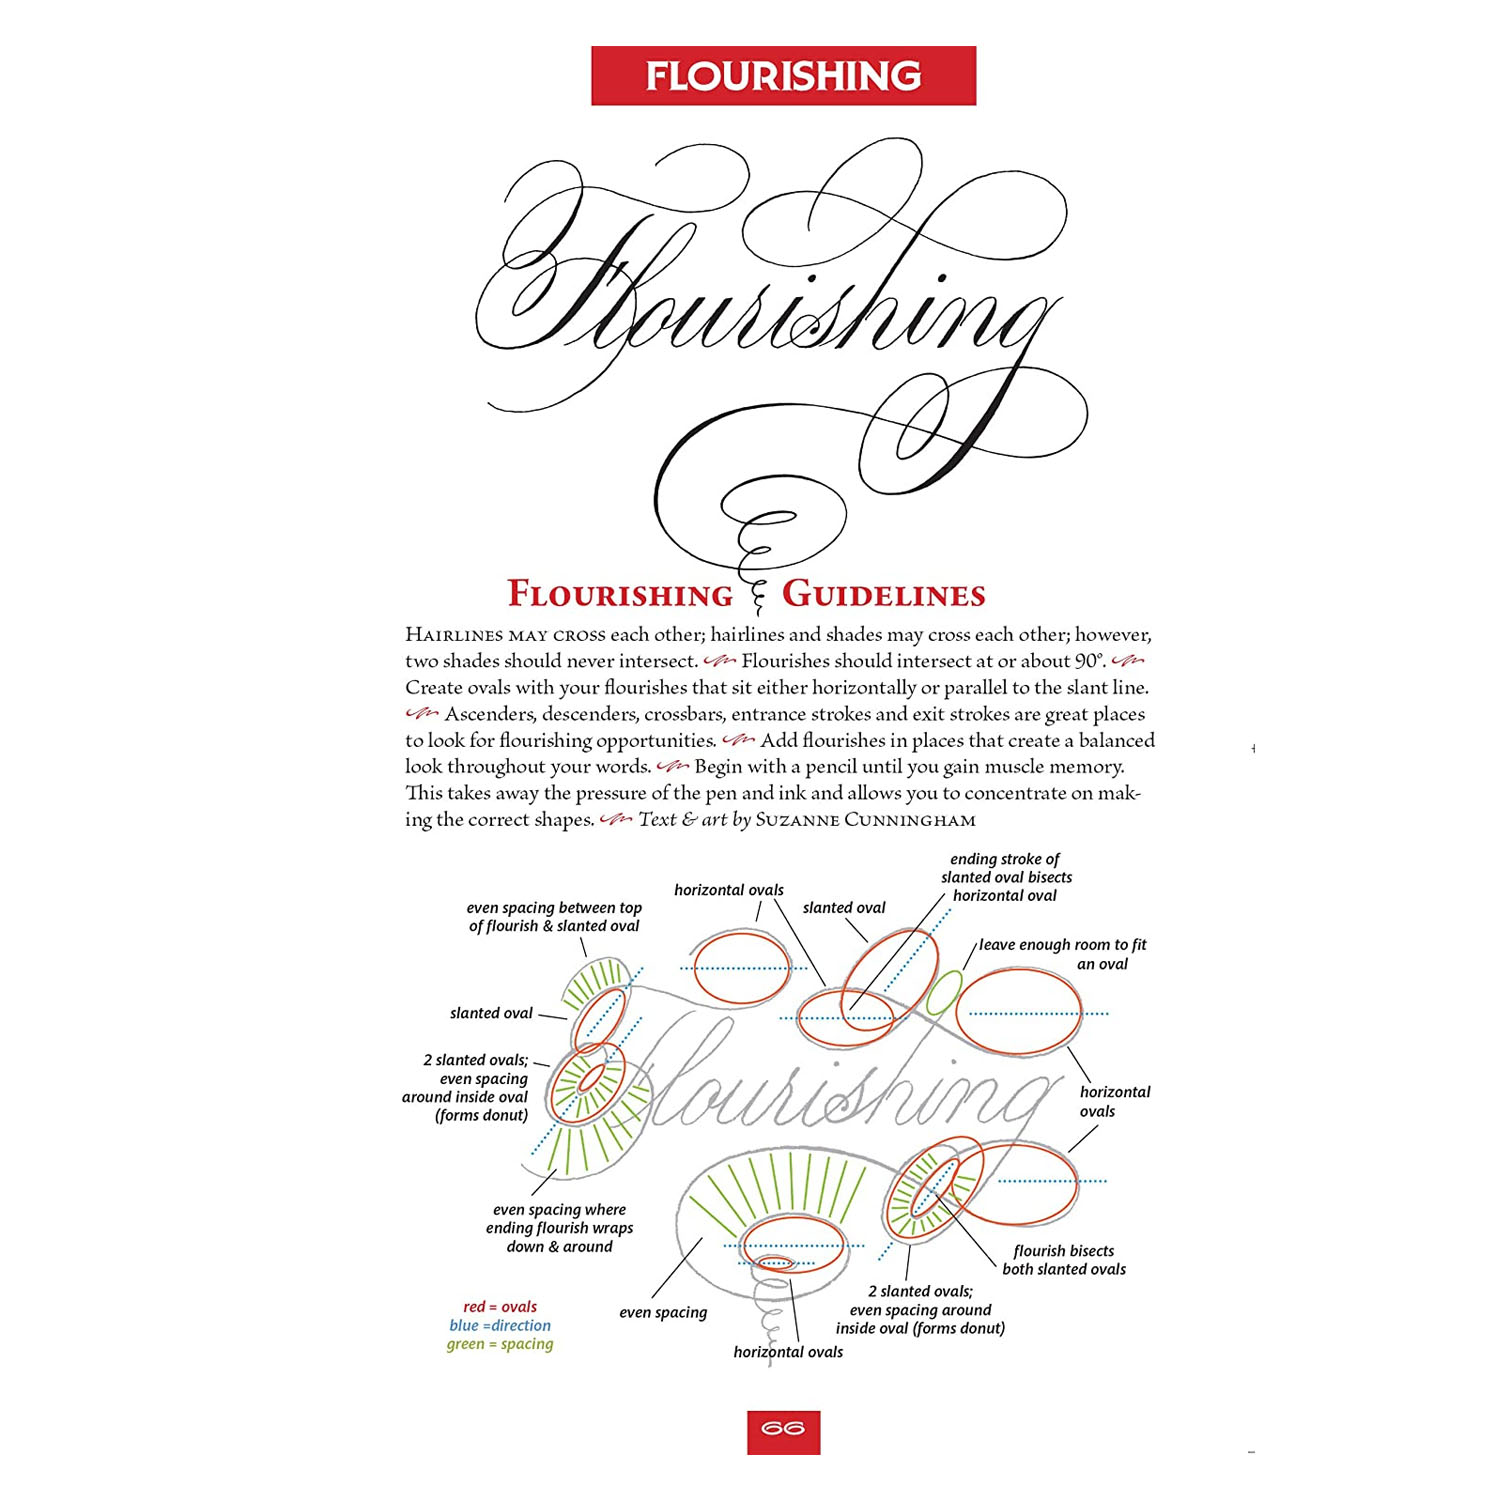 FLOURISHING
Flourishing
FLOURISHING GUIDELINES
HAIRLINES MAY CROSS each other; hairlines and shades may cross each other; however,
two shades should never intersect. Flourishes should intersect at or about 90°.
Create ovals with your flourishes that sit either horizontally or parallel to the slant line.
Ascenders, descenders, crossbars, entrance strokes and exit strokes are great places
to look for flourishing opportunities. Add flourishes in places that create a balanced
look throughout your words. Begin with a pencil until you gain muscle memory.
This takes away the pressure of the pen and ink and allows you to concentrate on mak-
ing the correct shapes. Text & art by SUZANNE CUNNINGHAM
ending stroke of
slanted oval bisects
horizontal oval
horizontal ovals
slanted oval
even spacing between top
of flourish & slanted oval
leave enough room to fit
an oval
slanted oval
2 slanted ovals;
even spacing
around inside oval
(forms donut)
flourishing
horizontal
ovals
even spacing where
ending flourish wraps
down & around
flourish bisects
both slanted ovals
2 slanted ovals;
even spacing around
inside oval (forms donut)
even spacing
horizontal ovals
red = ovals
blue =direction
green = spacing
66